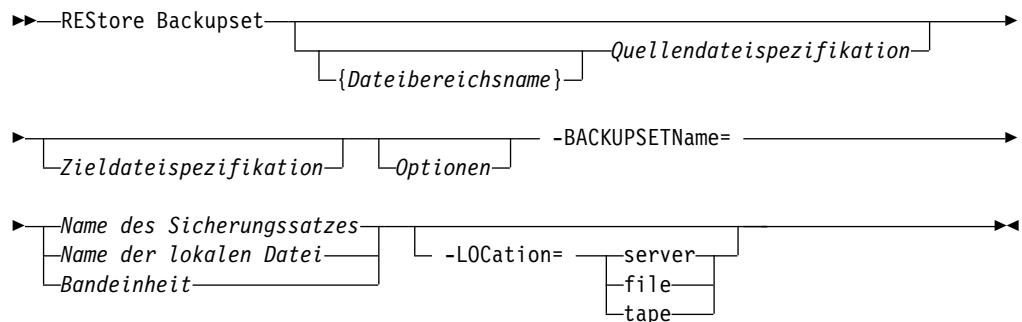 REStore Backupset
{Dateibereichsname} Quellendateispezifikation
Zieldateispezifikation Optionen -BACKUPSETName=
Name des Sicherungssatzes
Name der lokalen Datei
Bandeinheit
-LOCation= server
file
tape